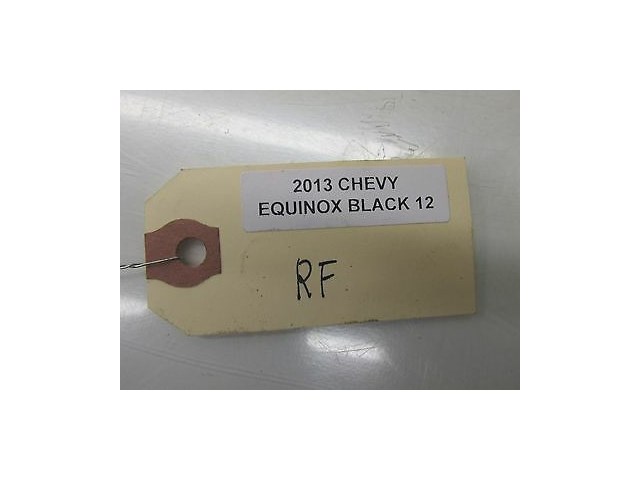 2013 CHEVY
EQUINOX BLACK 12
RF